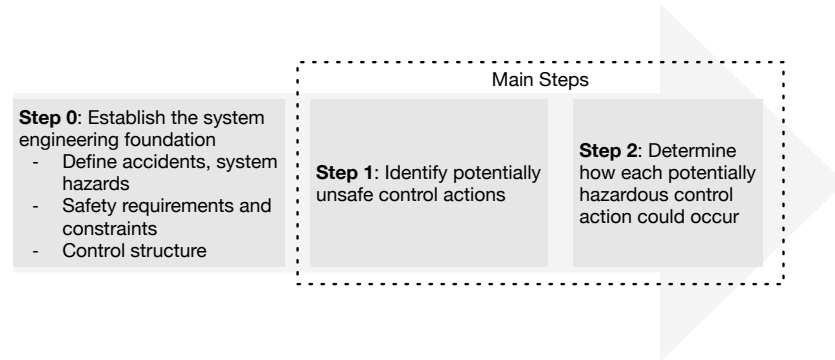 Main Steps
Step 0: Establish the system
engineering foundation
- Define accidents, system
hazards
- Safety requirements and
constraints
- Control structure
Step 1: Identify potentially
unsafe control actions
Step 2: Determine
how each potentially
hazardous control
action could occur